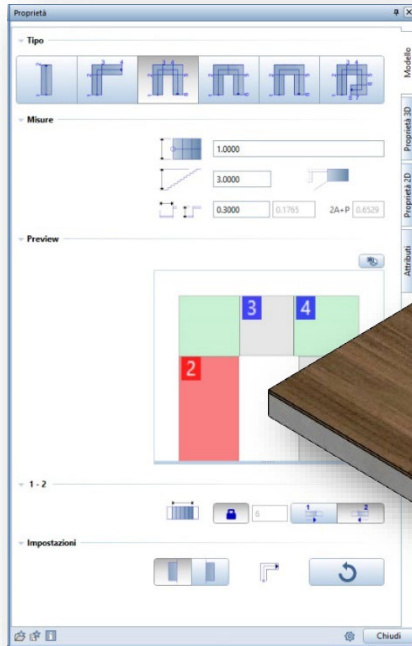 Proprietà
Tipo
Modello
Proprietà 3D
Proprietà 2D
Attributi
Misure
1.0000
3.0000
0.3000 0.1765 2A+P 0.6529
Preview
3 4
2
1 - 2
6 1 2
Impostazioni
Chiudi